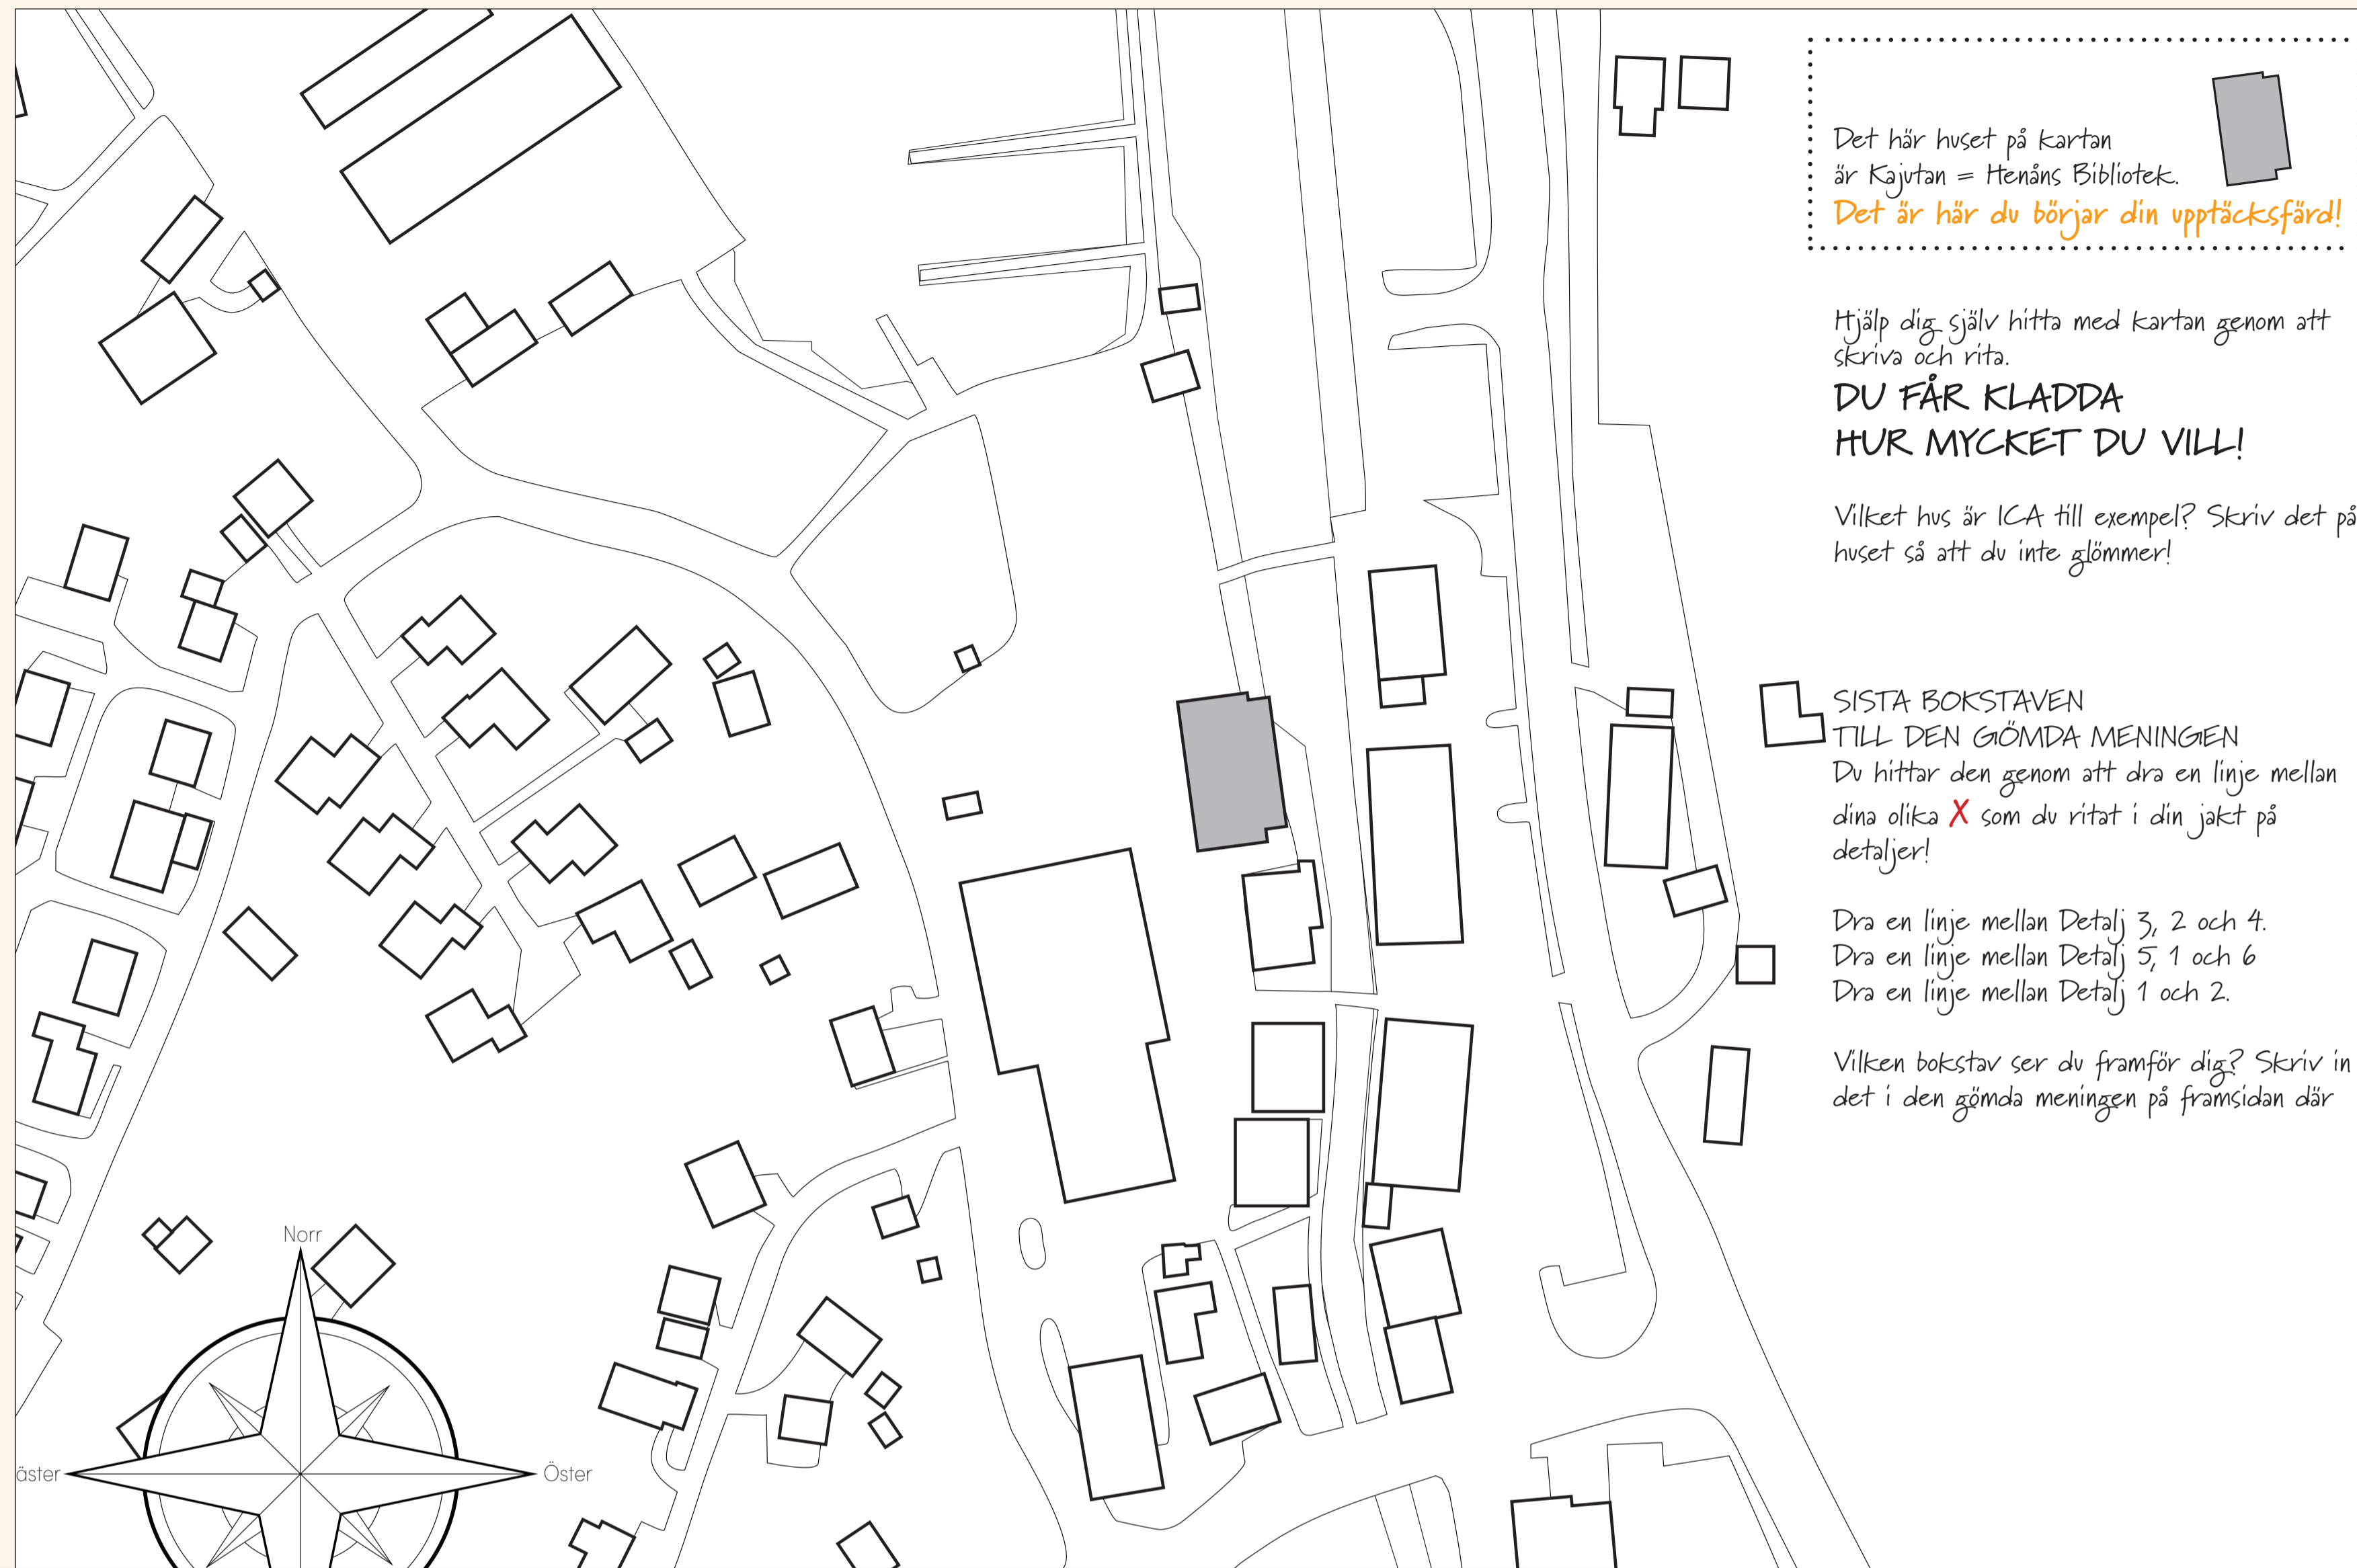 Det här huset på kartan
är Kajutan = Henåns Bibliotek.
Det är här du börjar din upptäcksfärd!
Hjälp dig själv hitta med kartan genom att
skriva och rita.
DU FÅR KLADDA
HUR MYCKET DU VILL!
Vilket hus är ICA till exempel? Skriv det på
huset så att du inte glömmer!
SISTA BOKSTAVEN
TILL DEN GÖMDA MENINGEN
Du hittar den genom att dra en linje mellan
dina olika X som du ritat i din jakt på
detaljer!
Dra en linje mellan Detalj 3, 2 och 4.
Dra en linje mellan Detalj 5, 1 och 6
Dra en linje mellan Detalj 1 och 2.
Vilken bokstav ser du framför dig? Skriv in
det i den gömda meningen på framsidan där
Norr
äster
Öster